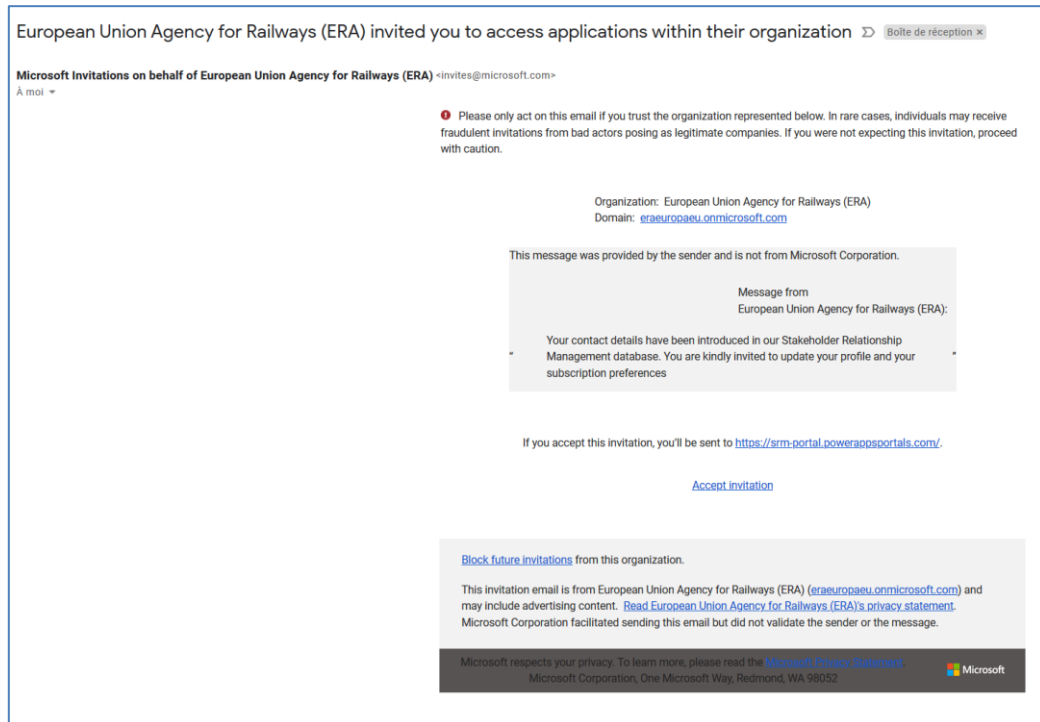 European Union Agency for Railways (ERA) invited you to access applications within their organization
Boîte de réception ×
Microsoft Invitations on behalf of European Union Agency for Railways (ERA) <invites@microsoft.com>
À moi
Please only act on this email if you trust the organization represented below. In rare cases, individuals may receive
fraudulent invitations from bad actors posing as legitimate companies. If you were not expecting this invitation, proceed
with caution.
Organization: European Union Agency for Railways (ERA)
Domain: eraeuropaeu.onmicrosoft.com
This message was provided by the sender and is not from Microsoft Corporation.
Message from
European Union Agency for Railways (ERA):
Your contact details have been introduced in our Stakeholder Relationship
“ Management database. You are kindly invited to update your profile and your ”
subscription preferences
If you accept this invitation, you'll be sent to https://srm-portal.powerappsportals.com/.
Accept invitation
Block future invitations from this organization.
This invitation email is from European Union Agency for Railways (ERA) (eraeuropaeu.onmicrosoft.com) and
may include advertising content. Read European Union Agency for Railways (ERA)'s privacy statement.
Microsoft Corporation facilitated sending this email but did not validate the sender or the message.
Microsoft respects your privacy. To learn more, please read the Microsoft Privacy Statement.
Microsoft Corporation, One Microsoft Way, Redmond, WA 98052
Microsoft